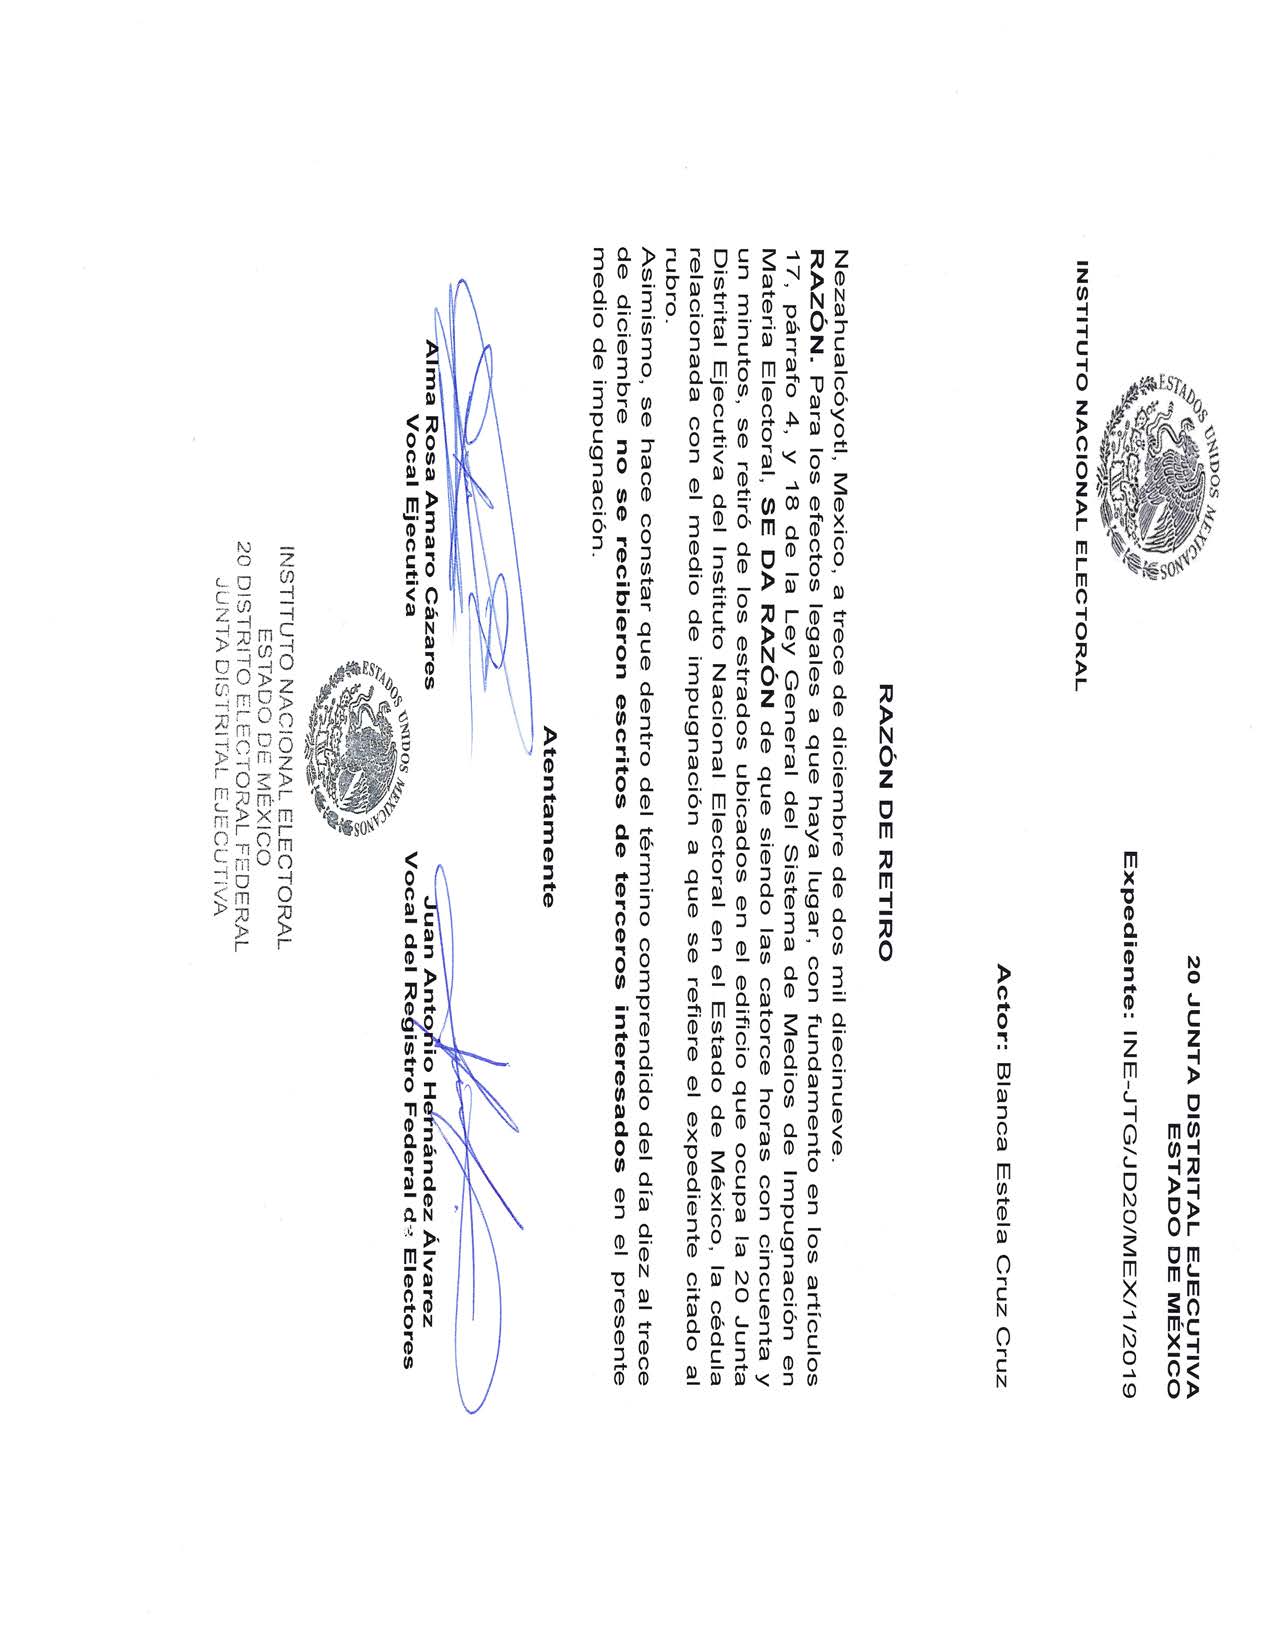 ESTADOS UNIDOS MEXICANOS
INSTITUTO NACIONAL ELECTORAL
20 JUNTA DISTRITAL EJECUTIVA
ESTADO DE MÉXICO
Expediente: INE-JTG/JD20/MEX/1/2019
Actor: Blanca Estela Cruz Cruz
RAZÓN DE RETIRO
Nezahualcóyotl, Mexico, a trece de diciembre de dos mil diecinueve.
RAZÓN. Para los efectos legales a que haya lugar, con fundamento en los artículos
17, párrafo 4, y 18 de la Ley General del Sistema de Medios de Impugnación en
Materia Electoral, SE DA RAZÓN de que siendo las catorce horas con cincuenta y
un minutos, se retiró de los estrados ubicados en el edificio que ocupa la 20 Junta
Distrital Ejecutiva del Instituto Nacional Electoral en el Estado de México, la cédula
relacionada con el medio de impugnación a que se refiere el expediente citado al
rubro.
Asimismo, se hace constar que dentro del término comprendido del día diez al trece
de diciembre no se recibieron escritos de terceros interesados en el presente
medio de impugnación.
Atentamente
Alma Rosa Amaro Cázares
Vocal Ejecutiva
Juan Antonio Hernández Álvarez
Vocal del Registro Federal de Electores
ESTADOS UNIDOS MEXICANOS
INSTITUTO NACIONAL ELECTORAL
ESTADO DE MÉXICO
20 DISTRITO ELECTORAL FEDERAL
JUNTA DISTRITAL EJECUTIVA